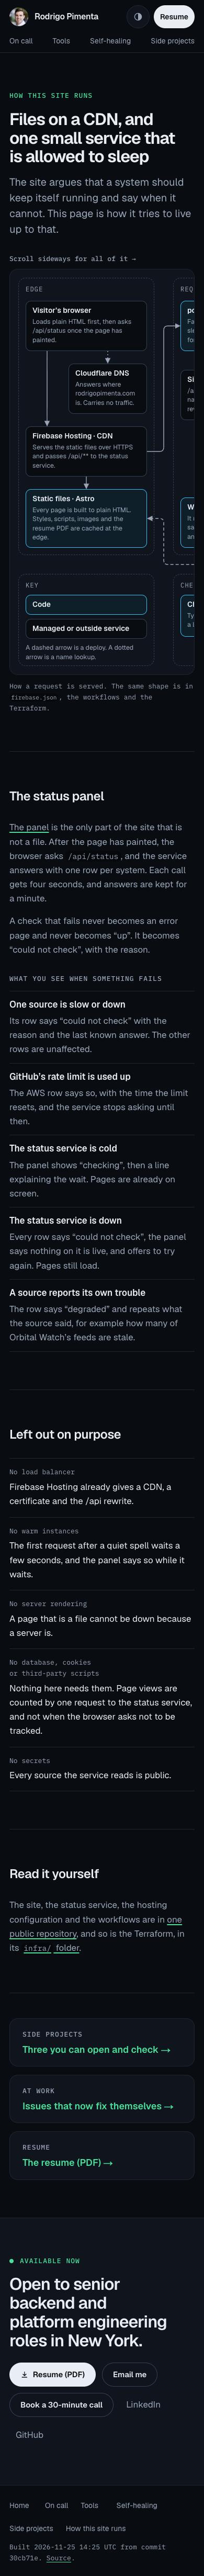 Rodrigo Pimenta
Resume
On call Tools Self-healing Side projects
HOW THIS SITE RUNS
Files on a CDN, and
one small service that
is allowed to sleep
The site argues that a system should
keep itself running and say when it
cannot. This page is how it tries to live
up to that.
Scroll sideways for all of it →
EDGE
Visitor's browser
Loads plain HTML first, then asks
/api/status once the page has
painted.
Cloudflare DNS
Answers where
rodrigopimenta.com
is. Carries no traffic.
Firebase Hosting · CDN
Serves the static files over HTTPS
and passes /api/** to the status
service.
Static files · Astro
Every page is built to plain HTML.
Styles, scripts, images and the
resume PDF are cached at the
edge.
KEY
Code
Managed or outside service
A dashed arrow is a deploy. A dotted
arrow is a name lookup.
How a request is served. The same shape is in
firebase.json, the workflows and the
Terraform.
The status panel
The panel is the only part of the site that is
not a file. After the page has painted, the
browser asks /api/status, and the service
answers with one row per system. Each call
gets four seconds, and answers are kept for
a minute.
A check that fails never becomes an error
page and never becomes “up”. It becomes
“could not check”, with the reason.
WHAT YOU SEE WHEN SOMETHING FAILS
One source is slow or down
Its row says “could not check” with the
reason and the last known answer. The other
rows are unaffected.
GitHub's rate limit is used up
The AWS row says so, with the time the limit
resets, and the service stops asking until
then.
The status service is cold
The panel shows “checking”, then a line
explaining the wait. Pages are already on
screen.
The status service is down
Every row says “could not check”, the panel
says nothing on it is live, and offers to try
again. Pages still load.
A source reports its own trouble
The row says “degraded” and repeats what
the source said, for example how many of
Orbital Watch's feeds are stale.
Left out on purpose
No load balancer
Firebase Hosting already gives a CDN, a
certificate and the /api rewrite.
No warm instances
The first request after a quiet spell waits a
few seconds, and the panel says so while it
waits.
No server rendering
A page that is a file cannot be down because
a server is.
No database, cookies
or third-party scripts
Nothing here needs them. Page views are
counted by one request to the status service,
and not when the browser asks not to be
tracked.
No secrets
Every source the service reads is public.
Read it yourself
The site, the status service, the hosting
configuration and the workflows are in one
public repository, and so is the Terraform, in
its infra/ folder.
SIDE PROJECTS
Three you can open and check →
AT WORK
Issues that now fix themselves →
RESUME
The resume (PDF) →
AVAILABLE NOW
Open to senior
backend and
platform engineering
roles in New York.
Resume (PDF) Email me
Book a 30-minute call LinkedIn
GitHub
Home On call Tools Self-healing
Side projects How this site runs
Built 2026-11-25 14:25 UTC from commit
30cb71e. Source.